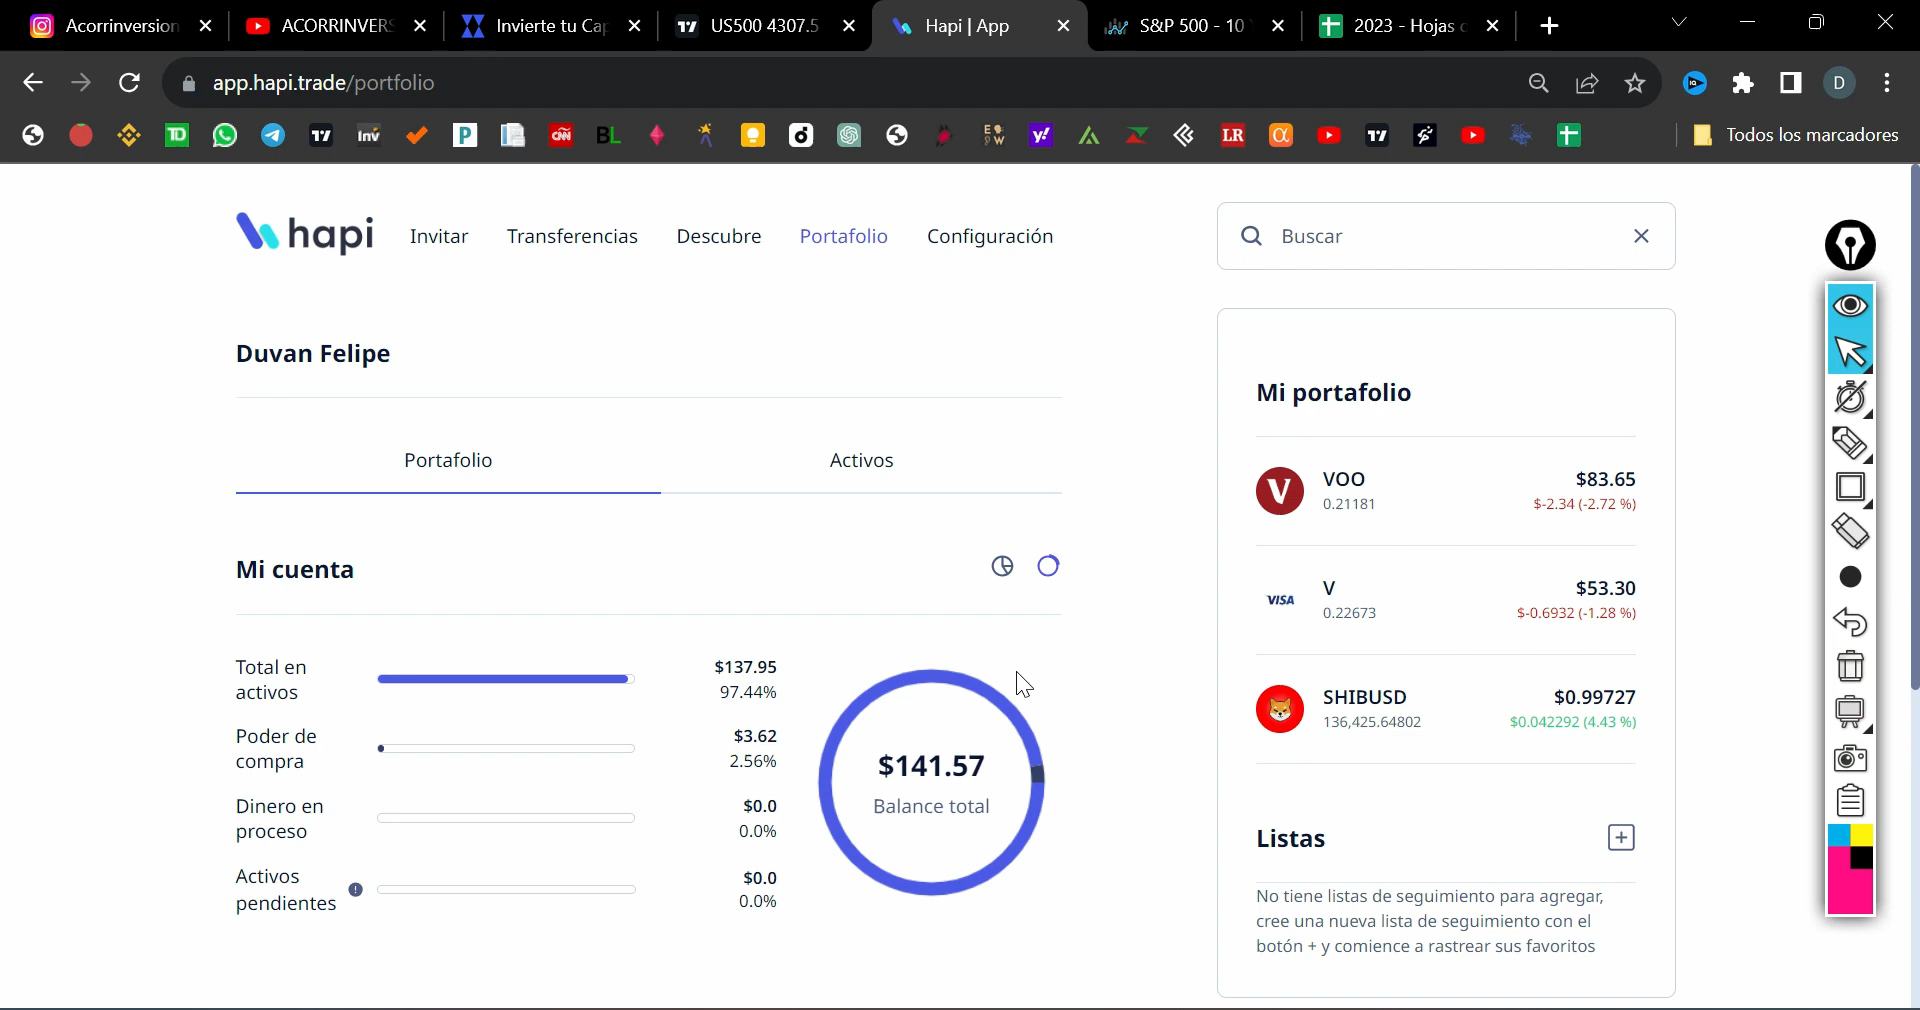 Acorrinversion
ACORRINVERS
Invierte tu Cap
US500 4307.5
Hapi | App
S&P 500 - 10 Y
2023 - Hojas c
app.hapi.trade/portfolio
D
TD
Inv
P
CNN
BL
LR
Todos los marcadores
hapi
Invitar
Transferencias
Descubre
Portafolio
Configuración
Buscar
Duvan Felipe
Portafolio
Activos
Mi cuenta
Total en
activos
$137.95
97.44%
Poder de
compra
$3.62
2.56%
Dinero en
proceso
$0.0
0.0%
Activos
pendientes
$0.0
0.0%
$141.57
Balance total
Mi portafolio
V
VOO
0.21181
$83.65
$-2.34 (-2.72 %)
VISA
V
0.22673
$53.30
$-0.6932 (-1.28 %)
SHIBUSD
136,425.64802
$0.99727
$0.042292 (4.43 %)
Listas
No tiene listas de seguimiento para agregar,
cree una nueva lista de seguimiento con el
botón + y comience a rastrear sus favoritos